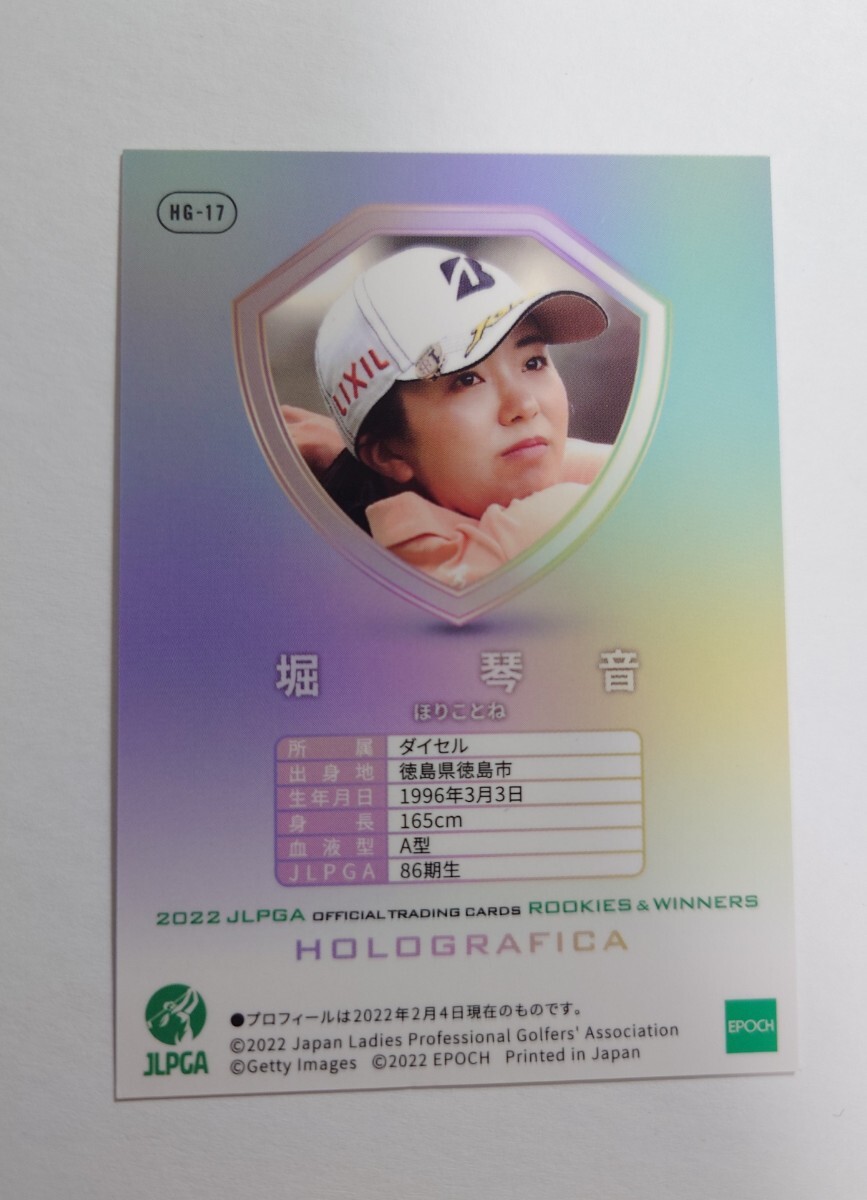 HG-17
LIXIL
堀 琴 音
ほりことね
所属 ダイセル
出身地 徳島県徳島市
生年月日 1996年3月3日
身長 165cm
血液型 A型
JLPGA 86期生
2022 JLPGA OFFICIAL TRADING CARDS ROOKIES & WINNERS
HOLOGRAFICA
●プロフィールは2022年2月4日現在のものです。
©2022 Japan Ladies Professional Golfers' Association
©Getty Images ©2022 EPOCH Printed in Japan
JLPGA
EPOCH